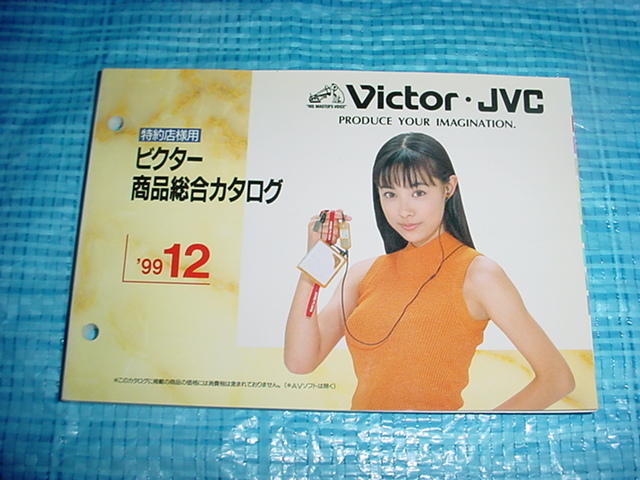 "HIS MASTER'S VOICE"
Victor・JVC
PRODUCE YOUR IMAGINATION.
特約店様用
ビクター
商品総合カタログ
'99 12
※このカタログに掲載の商品の価格には消費税は含まれておりません。(※AVソフトは除く)